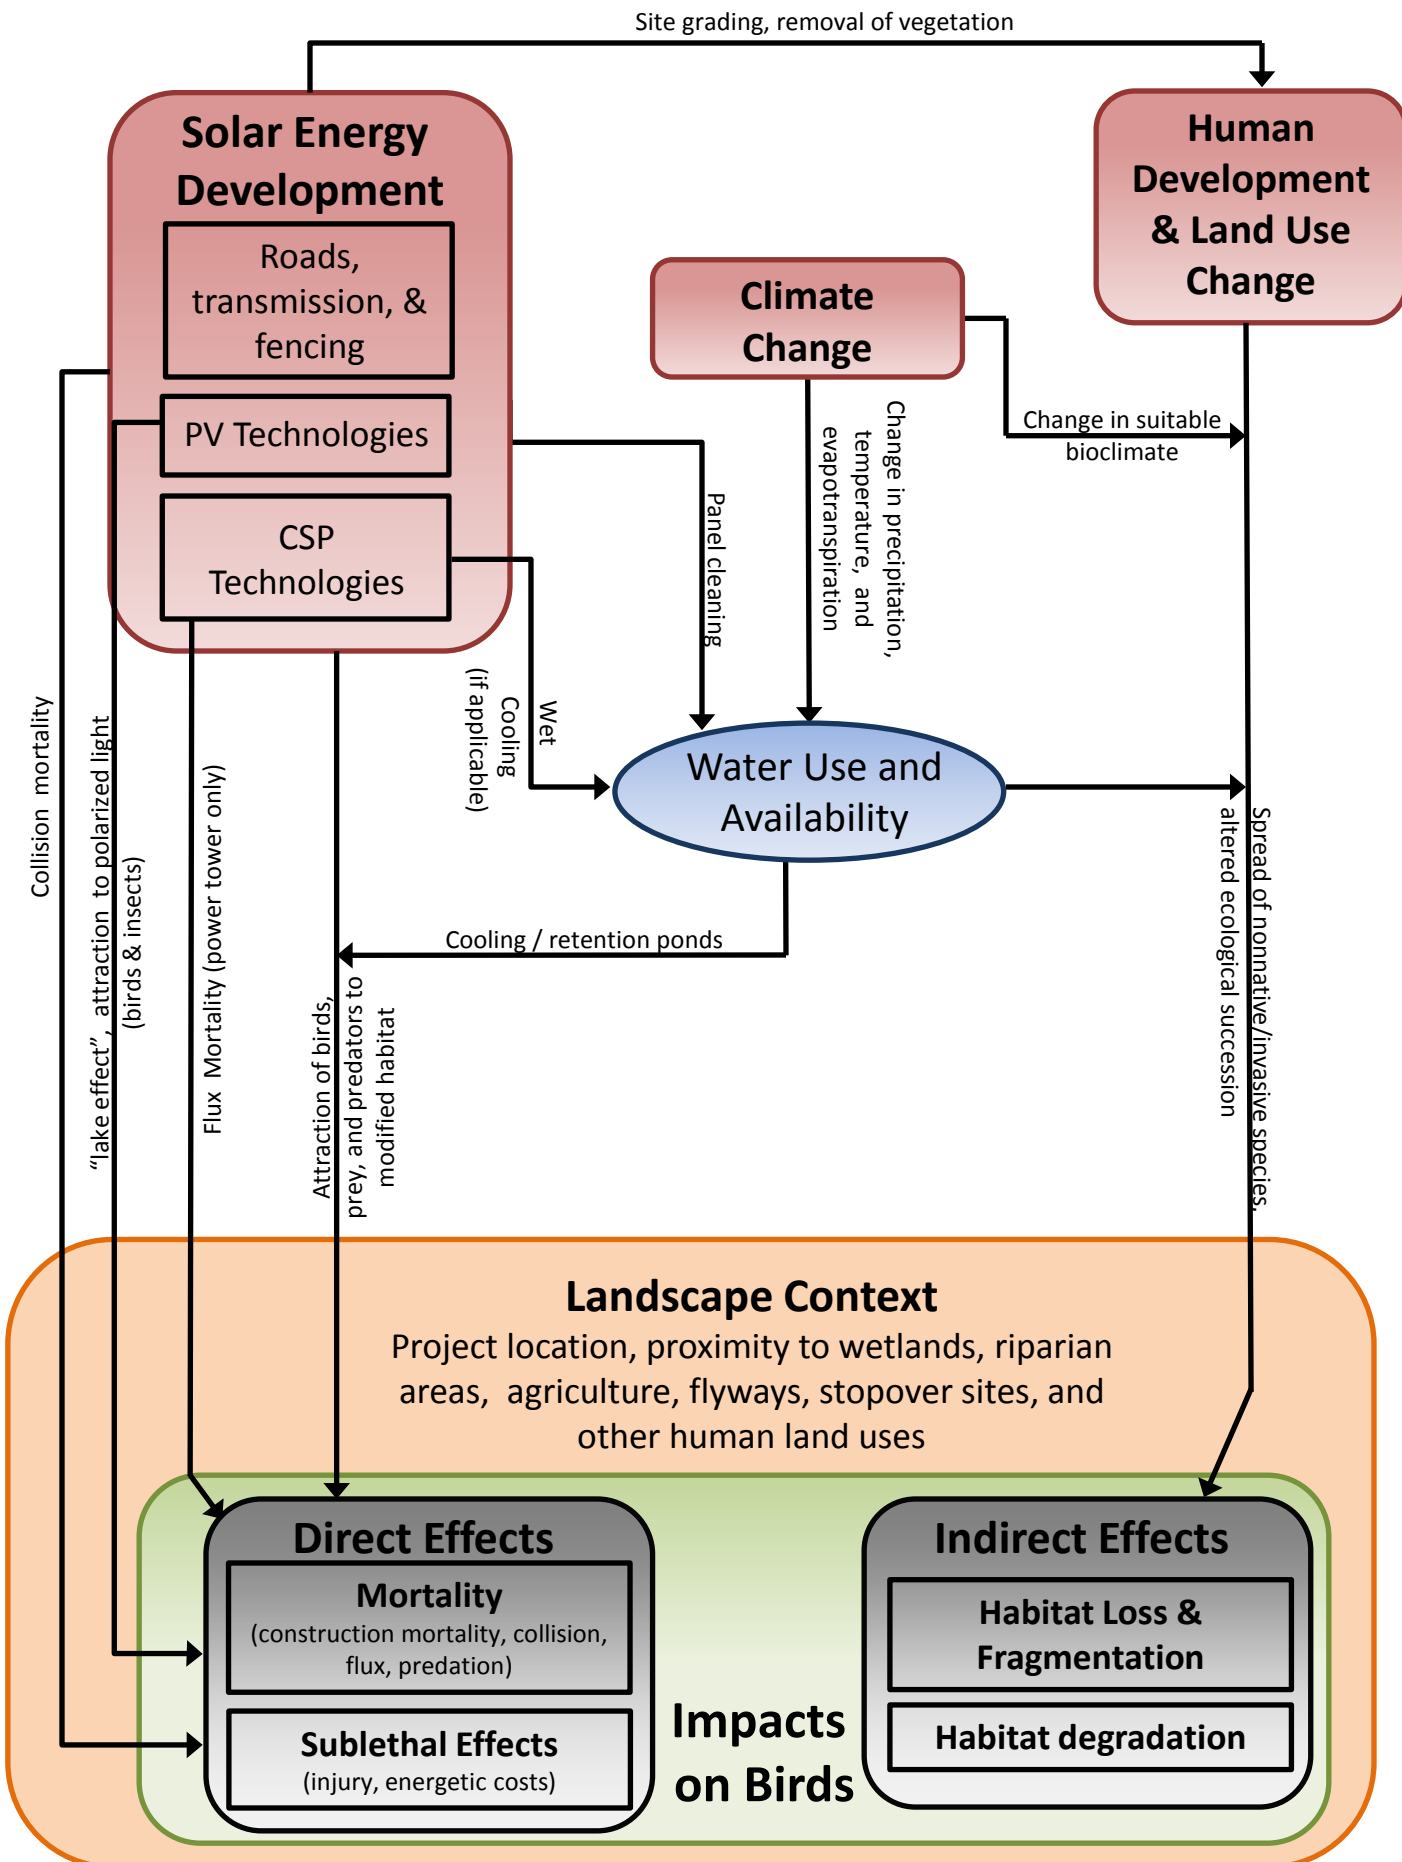 Site grading, removal of vegetation
Solar Energy
Development
Roads,
transmission, &
fencing
PV Technologies
CSP
Technologies
Human
Development
& Land Use
Change
Climate
Change
Change in suitable
bioclimate
Change in precipitation,
temperature, and
evapotranspiration
Panel cleaning
Wet
Cooling
(if applicable)
Water Use and
Availability
Cooling / retention ponds
Collision mortality
“lake effect”, attraction to polarized light
(birds & insects)
Flux Mortality (power tower only)
Attraction of birds,
prey, and predators to
modified habitat
Spread of nonnative/invasive species,
altered ecological succession
Landscape Context
Project location, proximity to wetlands, riparian
areas, agriculture, flyways, stopover sites, and
other human land uses
Direct Effects
Mortality
(construction mortality, collision,
flux, predation)
Sublethal Effects
(injury, energetic costs)
Impacts
on Birds
Indirect Effects
Habitat Loss &
Fragmentation
Habitat degradation